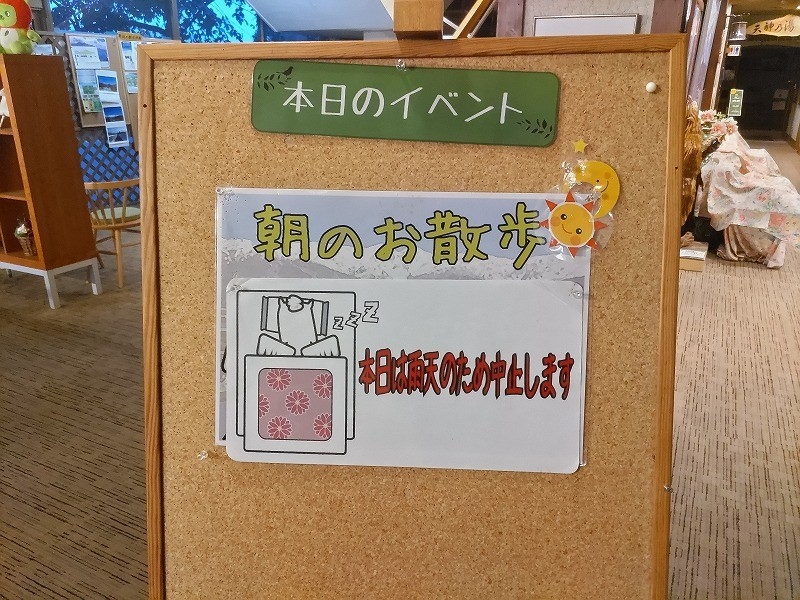 本日のイベント
朝のお散歩
zzZ
本日は雨天のため中止します